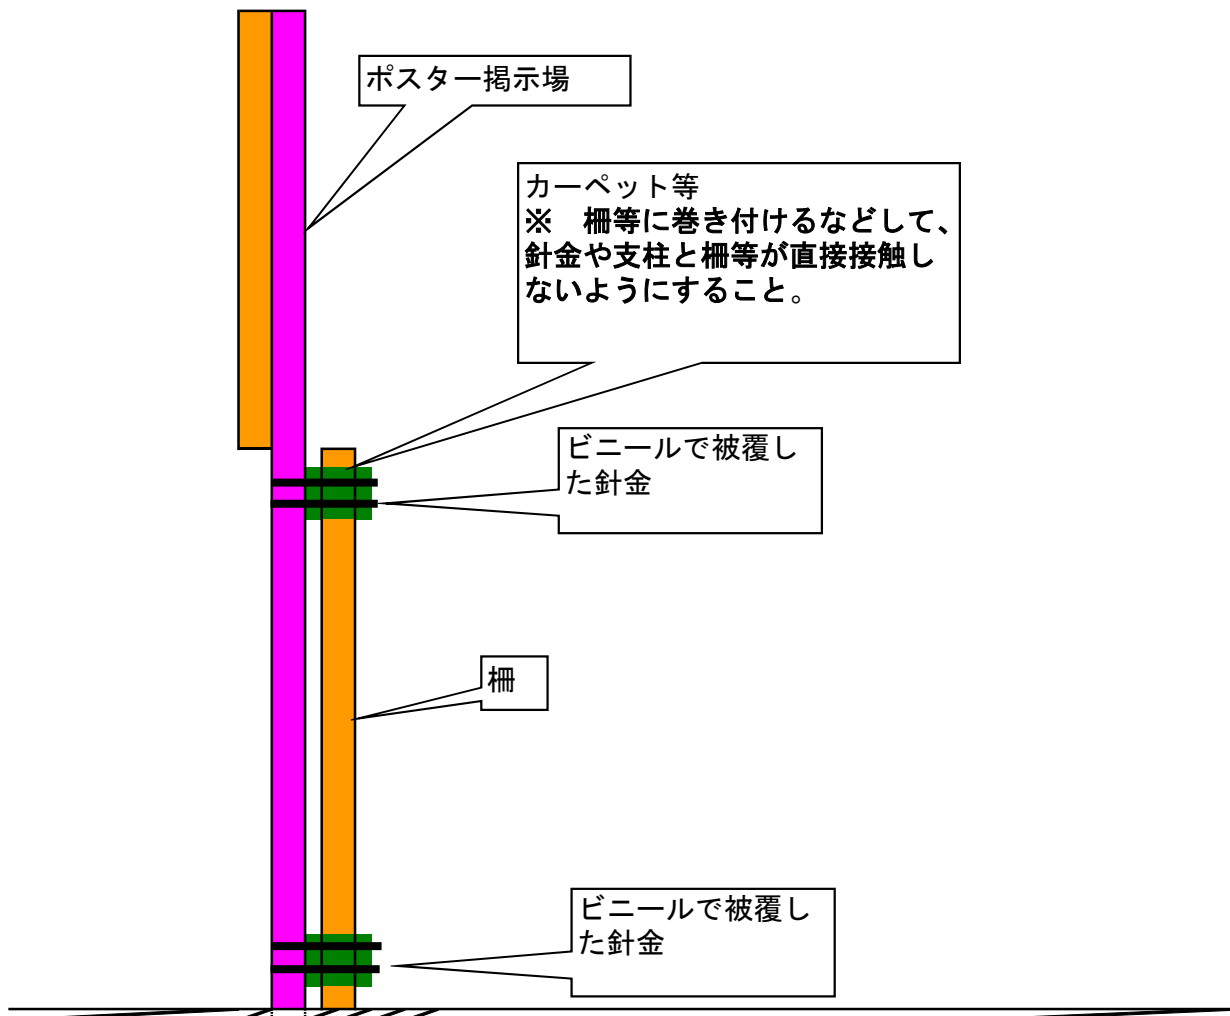 ポスター掲示場
カーペット等
※　柵等に巻き付けるなどして、
針金や支柱と柵等が直接接触し
ないようにすること。
ビニールで被覆し
た針金
柵
ビニールで被覆し
た針金